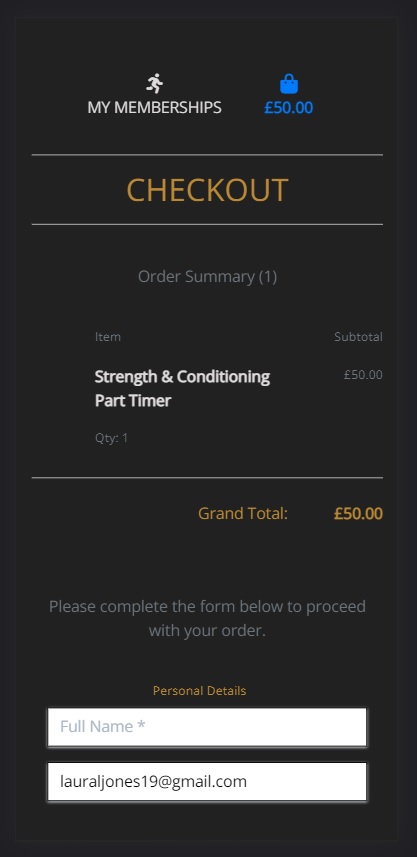 MY MEMBERSHIPS
£50.00
CHECKOUT
Order Summary (1)
Item Subtotal
Strength & Conditioning £50.00
Part Timer
Qty: 1
Grand Total: £50.00
Please complete the form below to proceed
with your order.
Personal Details
Full Name *
lauraljones19@gmail.com